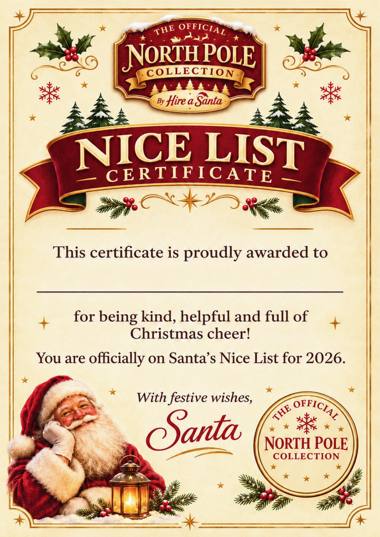 THE OFFICIAL
NORTH POLE
COLLECTION
By Hire a Santa
NICE LIST
CERTIFICATE
This certificate is proudly awarded to
for being kind, helpful and full of
Christmas cheer!
You are officially on Santa's Nice List for 2026.
With festive wishes,
Santa
THE OFFICIAL
NORTH POLE
COLLECTION